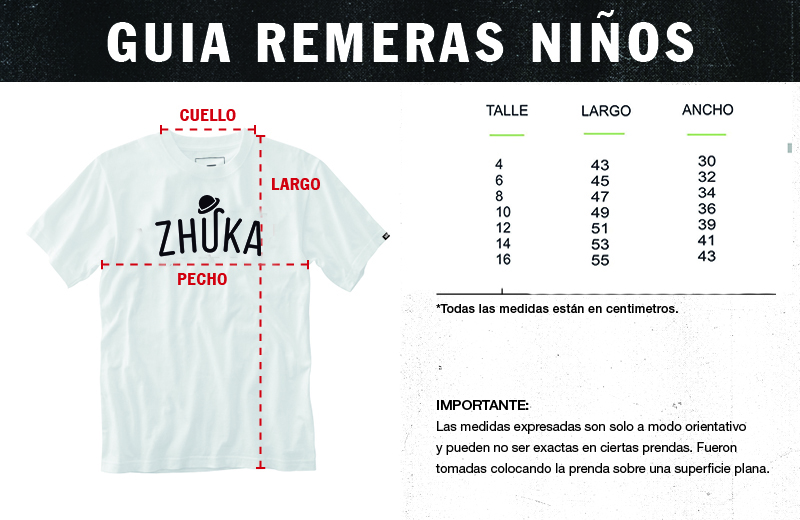 GUIA REMERAS NIÑOS
CUELLO
LARGO
ZHUKA
PECHO
TALLE LARGO ANCHO
4 43 30
6 45 32
8 47 34
10 49 36
12 51 39
14 53 41
16 55 43
*Todas las medidas están en centimetros.
IMPORTANTE:
Las medidas expresadas son solo a modo orientativo
y pueden no ser exactas en ciertas prendas. Fueron
tomadas colocando la prenda sobre una superficie plana.